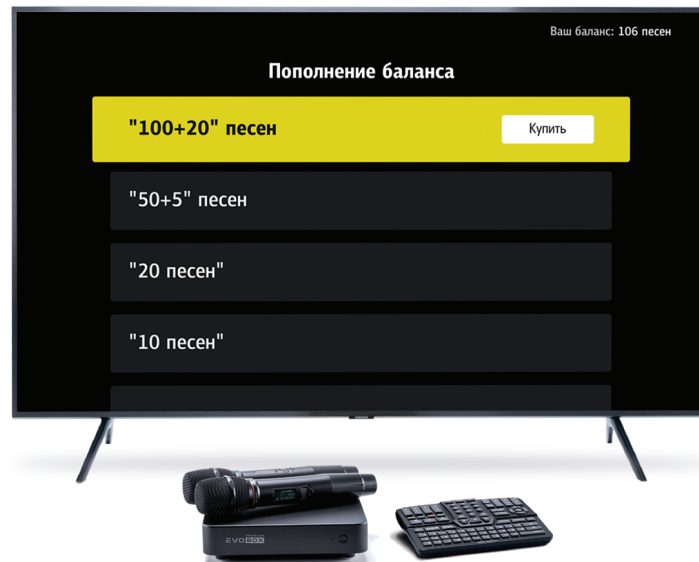 Ваш баланс: 106 песен
Пополнение баланса
"100+20" песен
Купить
"50+5" песен
"20 песен"
"10 песен"
EVOBOX